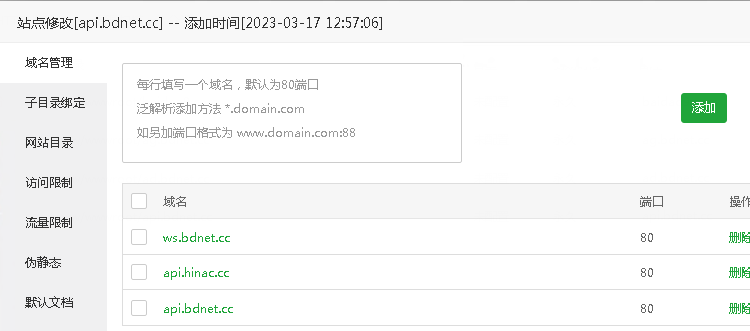 站点修改[api.bdnet.cc] -- 添加时间[2023-03-17 12:57:06]
域名管理
子目录绑定
网站目录
访问限制
流量限制
伪静态
默认文档
每行填写一个域名，默认为80端口
泛解析添加方法 *.domain.com
如另加端口格式为 www.domain.com:88
添加
域名 端口 操作
ws.bdnet.cc 80 删除
api.hinac.cc 80 删除
api.bdnet.cc 80 删除